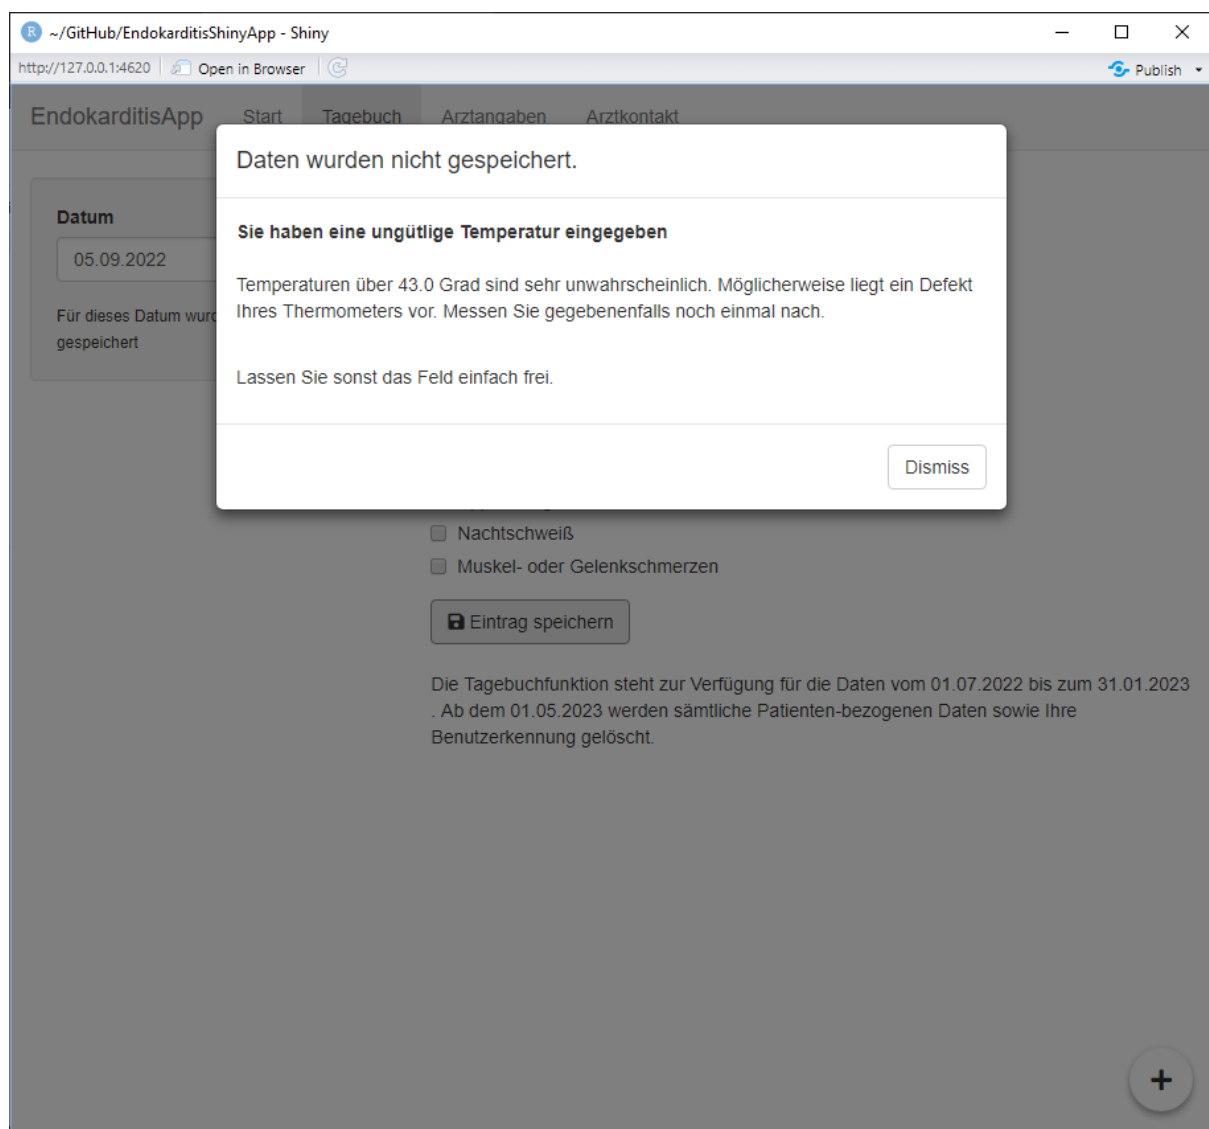 R ~/GitHub/EndokarditisShinyApp - Shiny
http://127.0.0.1:4620 Open in Browser Publish
EndokarditisApp Start Tagebuch Arztangaben Arztkontakt
Daten wurden nicht gespeichert.
Sie haben eine ungütlige Temperatur eingegeben
Temperaturen über 43.0 Grad sind sehr unwahrscheinlich. Möglicherweise liegt ein Defekt
Ihres Thermometers vor. Messen Sie gegebenenfalls noch einmal nach.
Lassen Sie sonst das Feld einfach frei.
Dismiss
Datum
05.09.2022
Für dieses Datum
gespeichert
Nachtschweiß
Muskel- oder Gelenkschmerzen
Eintrag speichern
Die Tagebuchfunktion steht zur Verfügung für die Daten vom 01.07.2022 bis zum 31.01.2023
. Ab dem 01.05.2023 werden sämtliche Patienten-bezogenen Daten sowie Ihre
Benutzerkennung gelöscht.
+